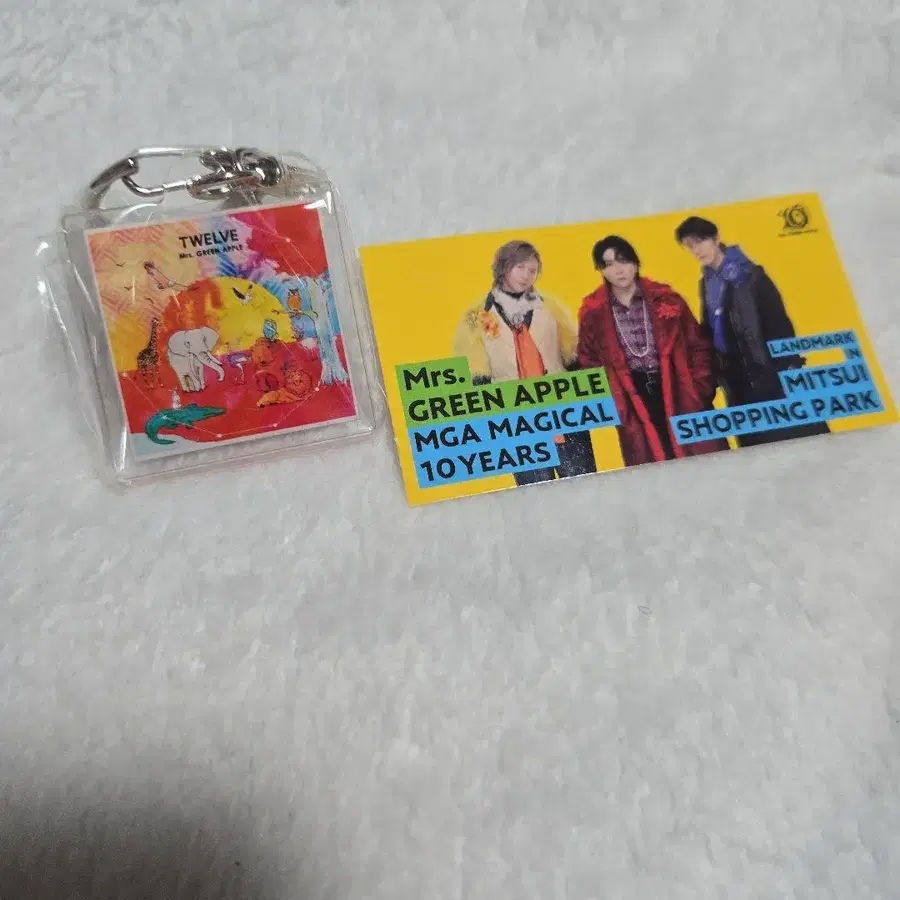 TWELVE
Mrs. GREEN APPLE
Mrs.
GREEN APPLE
MGA MAGICAL
10 YEARS
LANDMARK
IN
MITSUI
SHOPPING PARK